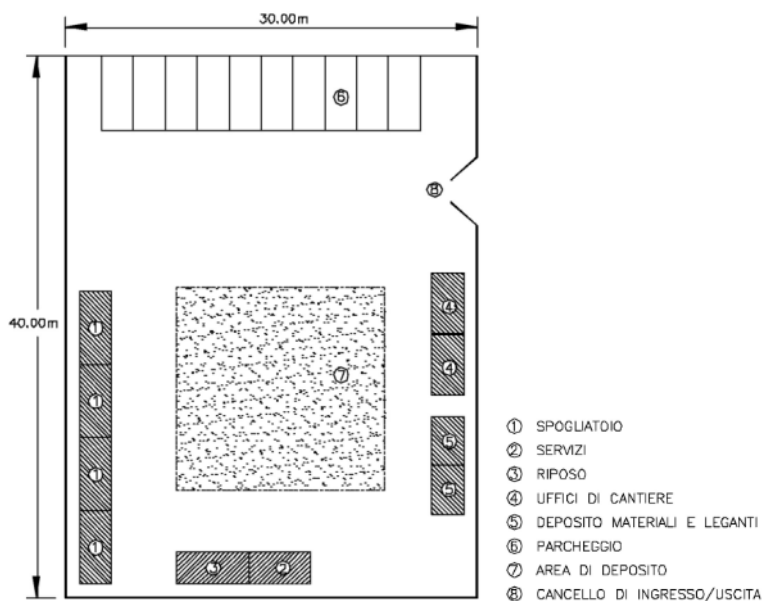 30.00m
⑥
⑧
④
40.00m
①
④
⑦
①
⑤
①
⑤
①
③ ②
① SPOGLIATOIO
② SERVIZI
③ RIPOSO
④ UFFICI DI CANTIERE
⑤ DEPOSITO MATERIALI E LEGANTI
⑥ PARCHEGGIO
⑦ AREA DI DEPOSITO
⑧ CANCELLO DI INGRESSO/USCITA